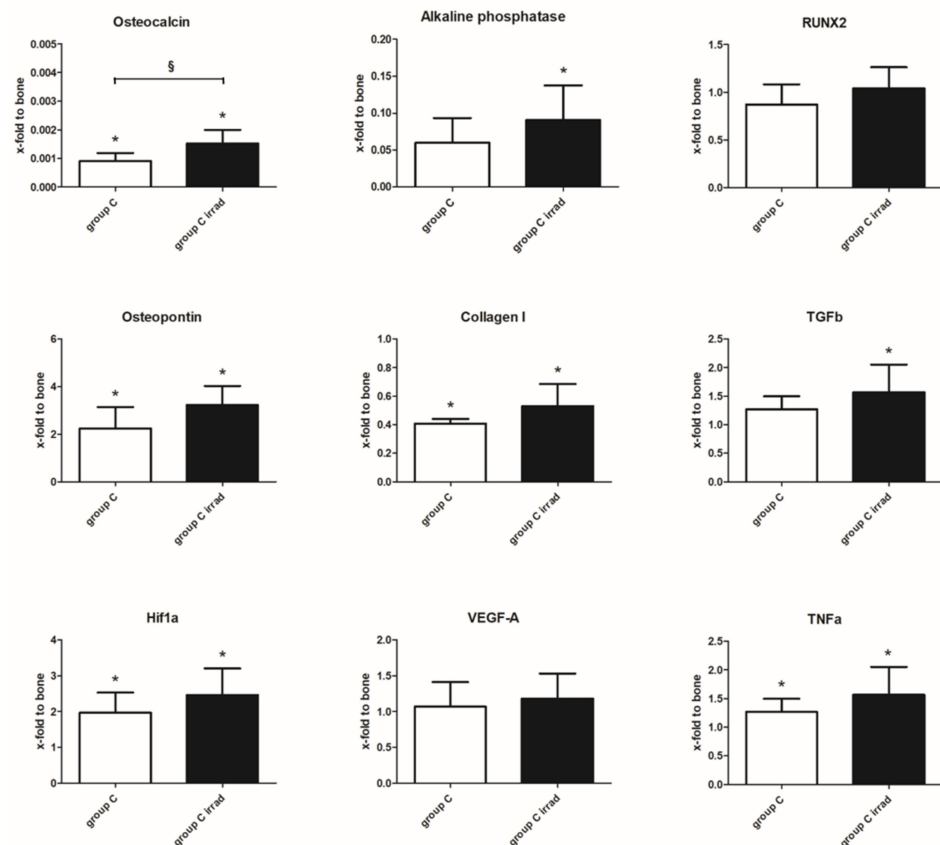 Osteocalcin
x-fold to bone
0.005
0.004
0.003
0.002
0.001
0.000
§
*
*
group C
group C irrad
Alkaline phosphatase
x-fold to bone
0.20
0.15
0.10
0.05
0.00
*
group C
group C irrad
RUNX2
x-fold to bone
1.5
1.0
0.5
0.0
group C
group C irrad
Osteopontin
x-fold to bone
6
4
2
0
*
*
group C
group C irrad
Collagen I
x-fold to bone
1.0
0.8
0.6
0.4
0.2
0.0
*
*
group C
group C irrad
TGFb
x-fold to bone
2.5
2.0
1.5
1.0
0.5
0.0
*
group C
group C irrad
Hif1a
x-fold to bone
4
3
2
1
0
*
*
group C
group C irrad
VEGF-A
x-fold to bone
2.0
1.5
1.0
0.5
0.0
group C
group C irrad
TNFa
x-fold to bone
2.5
2.0
1.5
1.0
0.5
0.0
*
*
group C
group C irrad